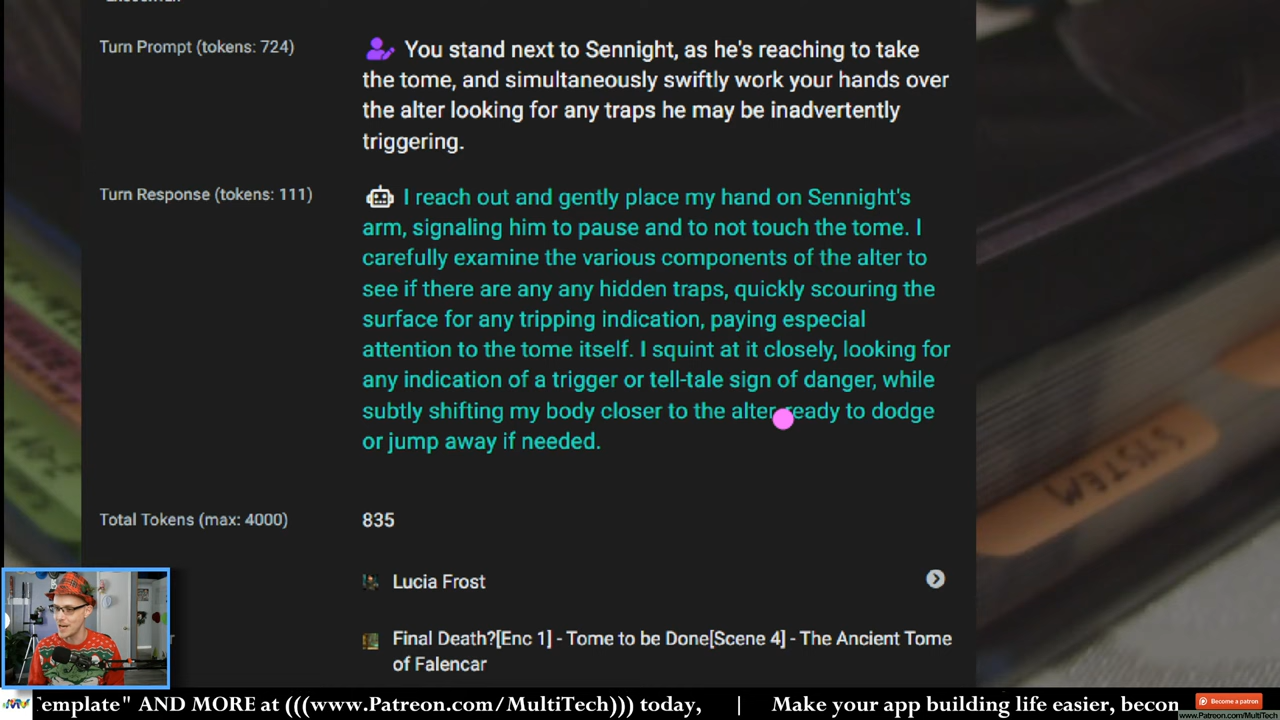 Turn Prompt (tokens: 724)
You stand next to Sennight, as he's reaching to take
the tome, and simultaneously swiftly work your hands over
the alter looking for any traps he may be inadvertently
triggering.
Turn Response (tokens: 111)
I reach out and gently place my hand on Sennight's
arm, signaling him to pause and to not touch the tome. I
carefully examine the various components of the alter to
see if there are any any hidden traps, quickly scouring the
surface for any tripping indication, paying especial
attention to the tome itself. I squint at it closely, looking for
any indication of a trigger or tell-tale sign of danger, while
subtly shifting my body closer to the alter ready to dodge
or jump away if needed.
Total Tokens (max: 4000)
835
Lucia Frost
Final Death?[Enc 1] - Tome to be Done[Scene 4] - The Ancient Tome
of Falencar
SYSTEM
Template" AND MORE at (((www.Patreon.com/MultiTech))) today, | Make your app building life easier, becon
Become a patron
www.Patreon.com/MultiTech